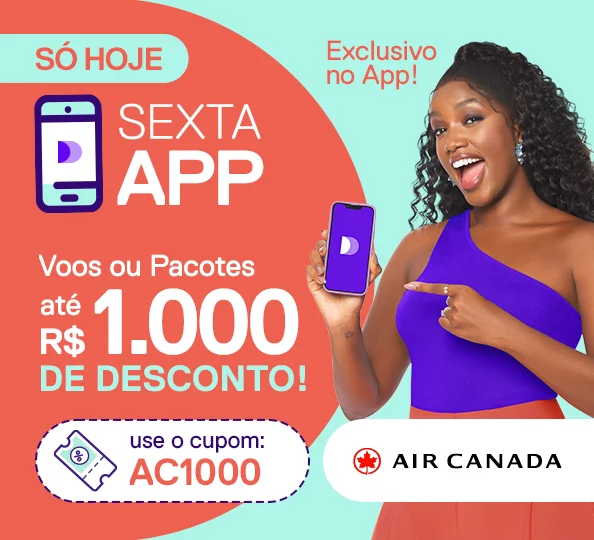 SÓ HOJE
Exclusivo
no App!
SEXTA
APP
Voos ou Pacotes
até
R$ 1.000
DE DESCONTO!
use o cupom:
AC1000
AIR CANADA